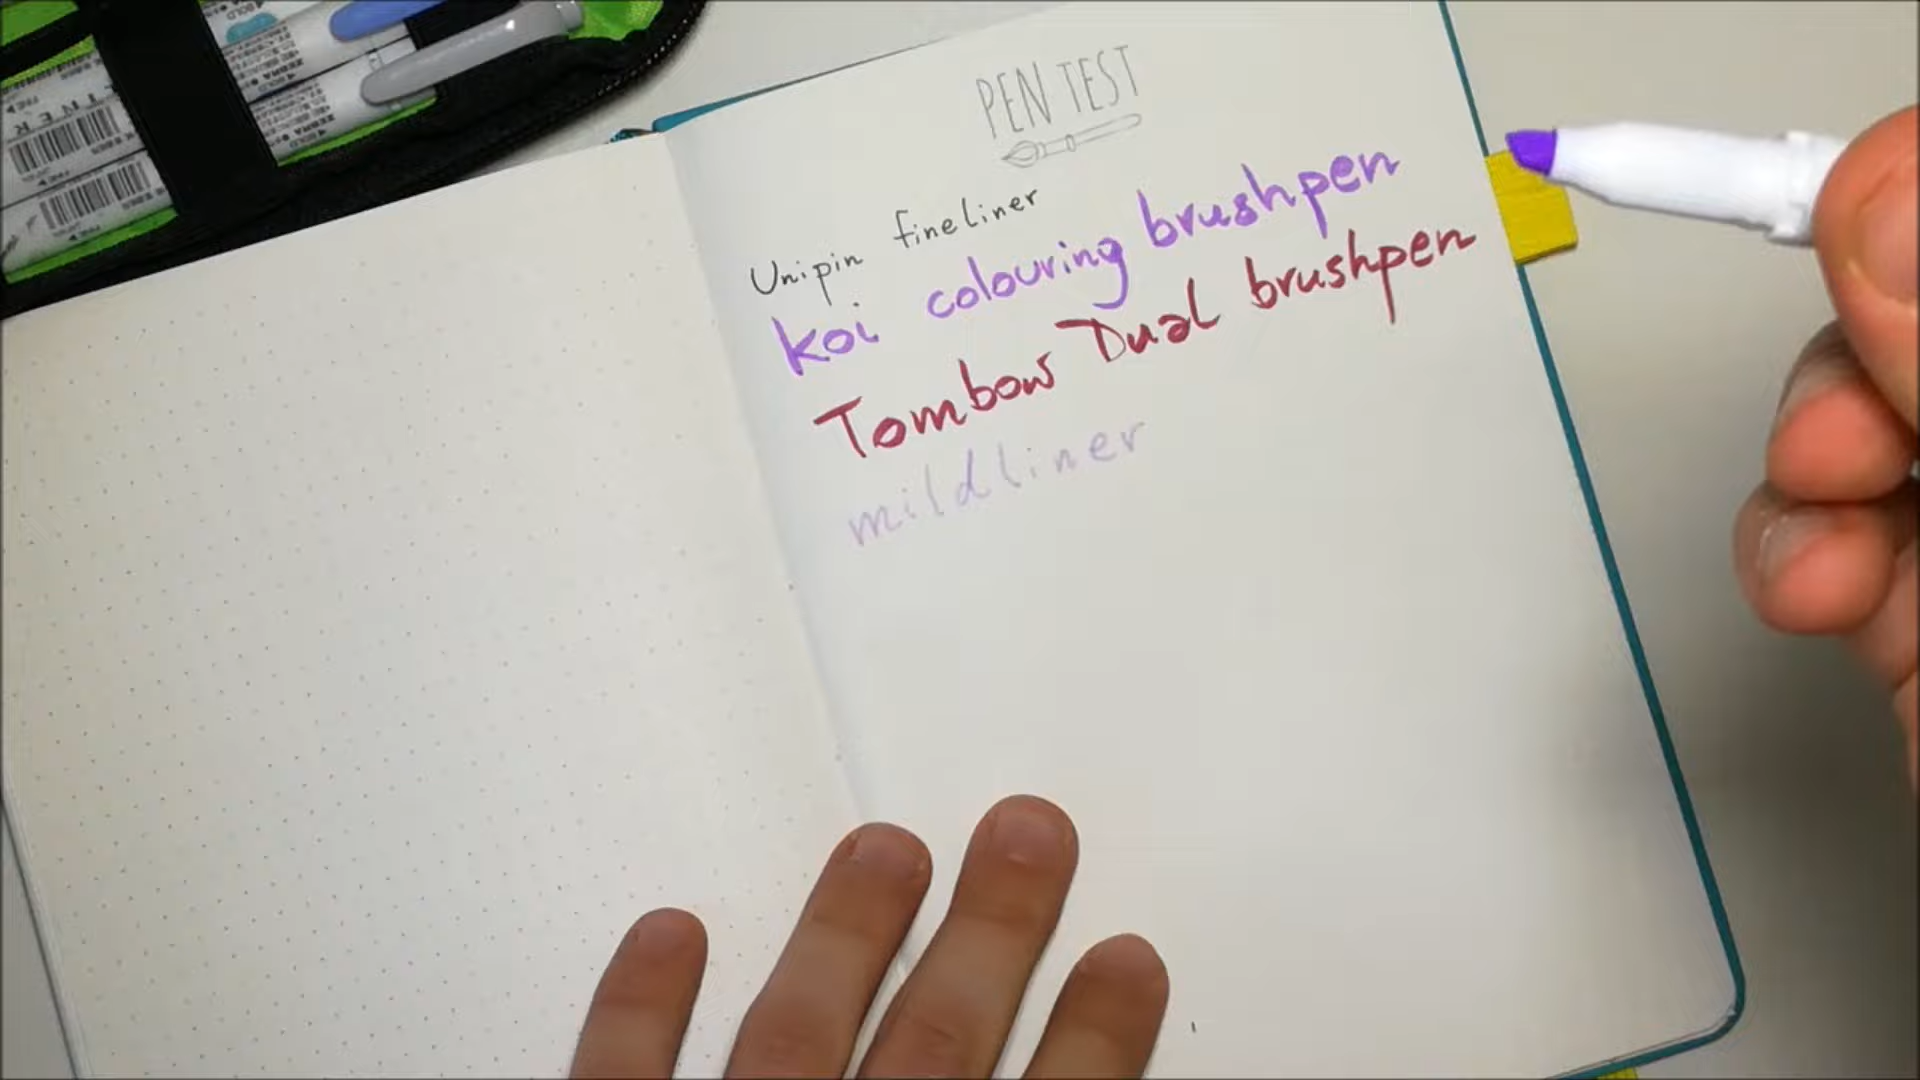 PEN TEST
Unipin fineliner
koi colouring brushpen
Tombow Dual brushpen
mildliner